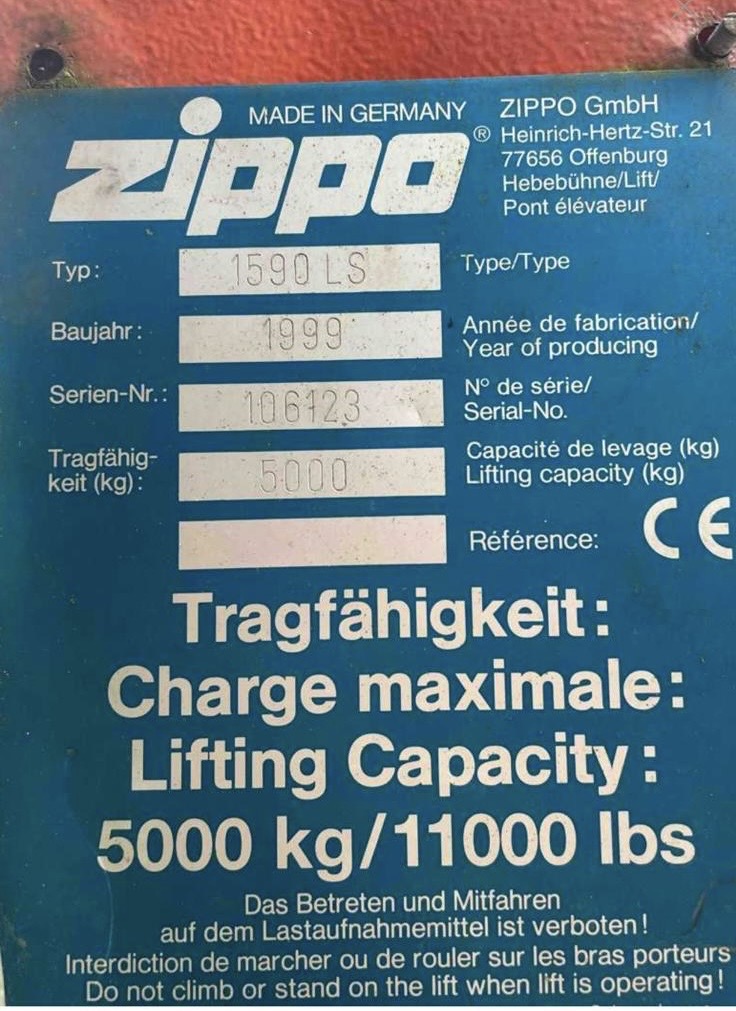 zippo®
MADE IN GERMANY
ZIPPO GmbH
Heinrich-Hertz-Str. 21
77656 Offenburg
Hebebühne/Lift/
Pont élévateur
Typ: 1590 LS Type/Type
Baujahr: 1999 Année de fabrication/
Year of producing
Serien-Nr.: 106123 N° de série/
Serial-No.
Tragfähig-
keit (kg): 5000 Capacité de levage (kg)
Lifting capacity (kg)
Référence: CE
Tragfähigkeit:
Charge maximale:
Lifting Capacity:
5000 kg/11000 lbs
Das Betreten und Mitfahren
auf dem Lastaufnahmemittel ist verboten!
Interdiction de marcher ou de rouler sur les bras porteurs
Do not climb or stand on the lift when lift is operating!